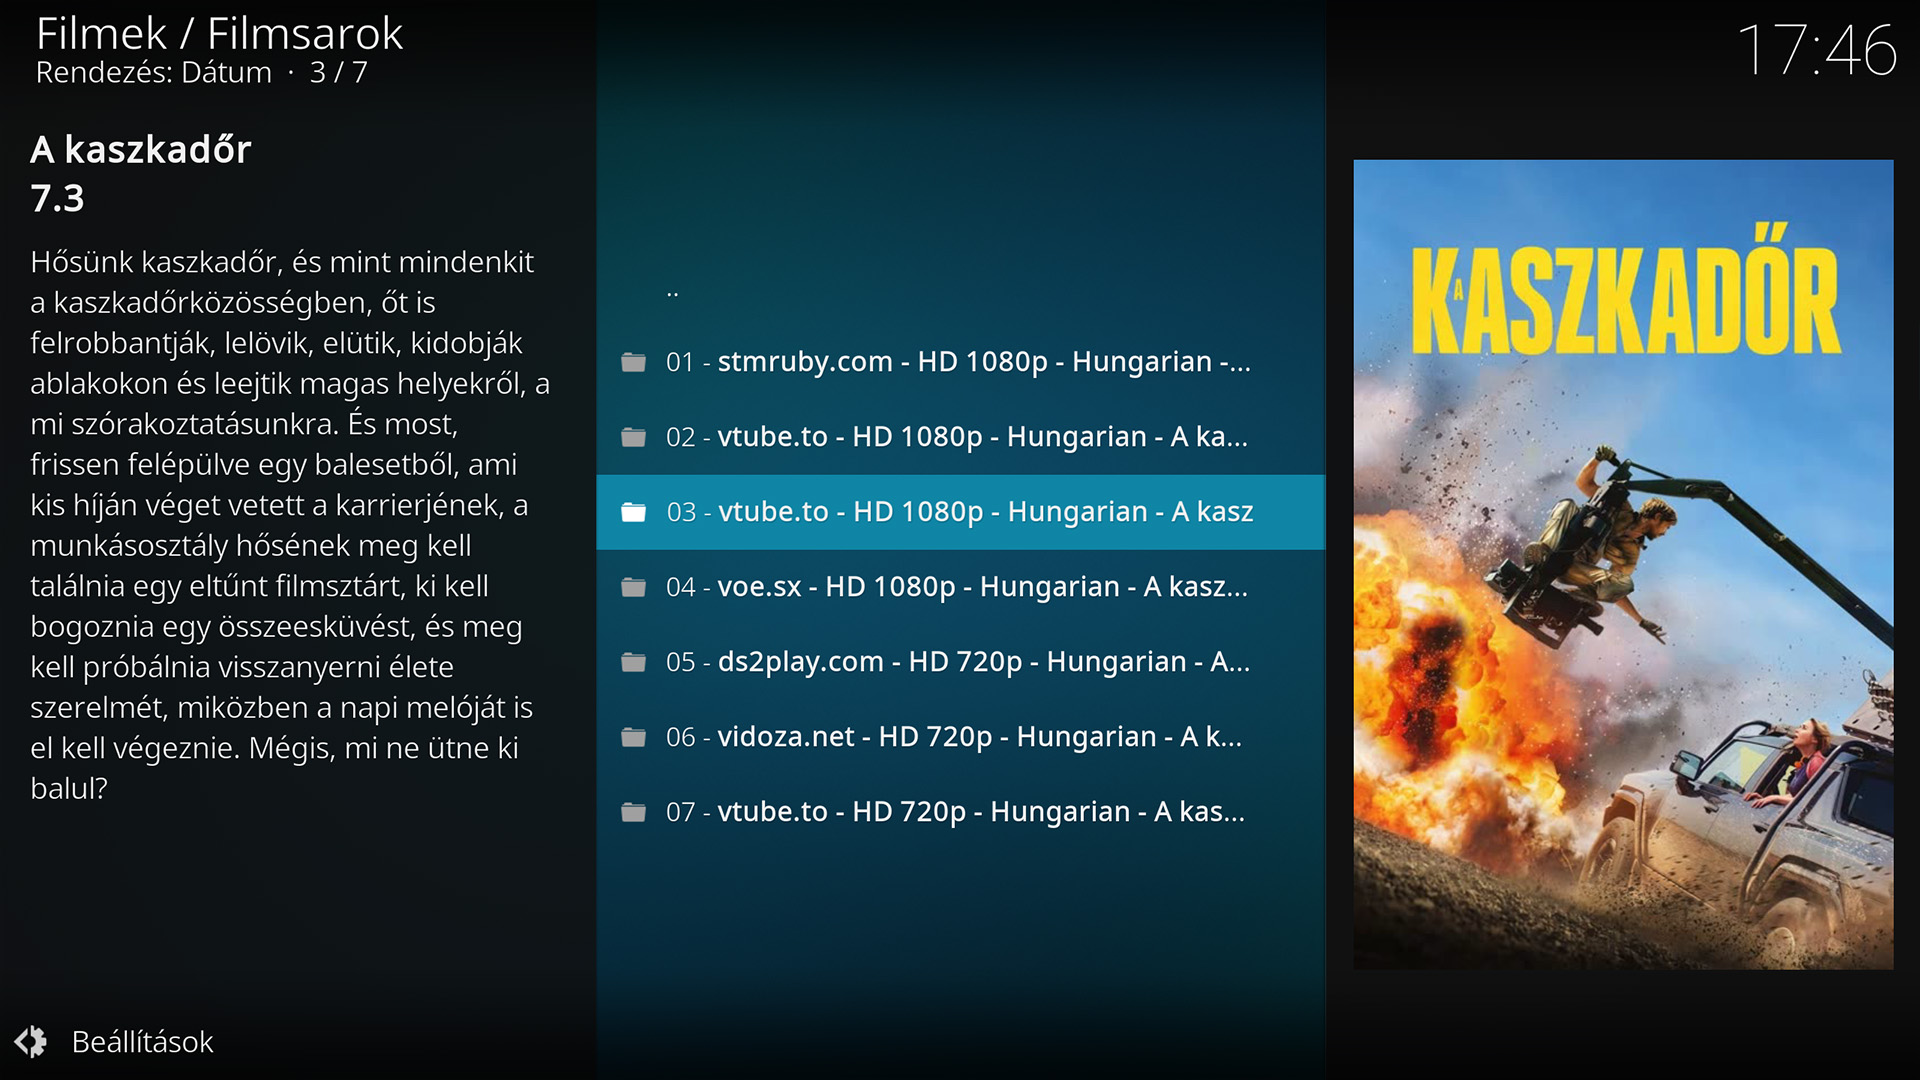 Filmek / Filmsarok
Rendezés: Dátum · 3 / 7
17:46
A kaszkadőr
7.3
Hősünk kaszkadőr, és mint mindenkit
a kaszkadőrközösségben, őt is
felrobbantják, lelövik, elütik, kidobják
ablakokon és leejtik magas helyekről, a
mi szórakoztatásunkra. És most,
frissen felépülve egy balesetből, ami
kis híján véget vetett a karrierjének, a
munkásosztály hősének meg kell
találnia egy eltűnt filmsztárt, ki kell
bogoznia egy összeesküvést, és meg
kell próbálnia visszanyerni élete
szerelmét, miközben a napi melóját is
el kell végeznie. Mégis, mi ne ütne ki
balul?
..
01 - stmruby.com - HD 1080p - Hungarian -...
02 - vtube.to - HD 1080p - Hungarian - A ka...
03 - vtube.to - HD 1080p - Hungarian - A kasz
04 - voe.sx - HD 1080p - Hungarian - A kasz...
05 - ds2play.com - HD 720p - Hungarian - A...
06 - vidoza.net - HD 720p - Hungarian - A k...
07 - vtube.to - HD 720p - Hungarian - A kas...
A KASZKADŐR
Beállítások